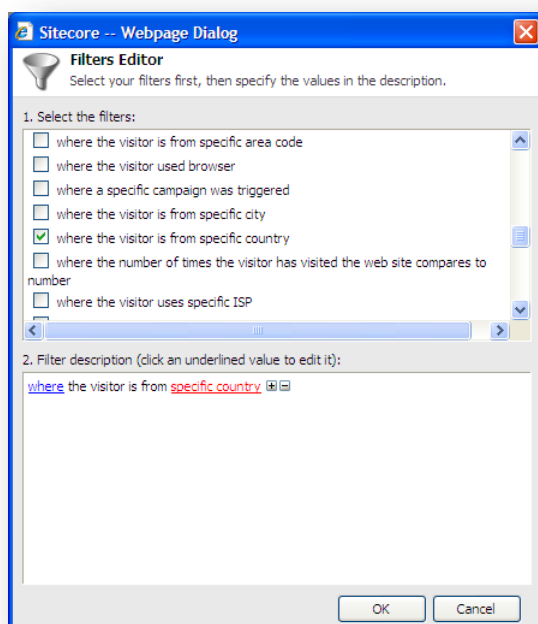 Sitecore -- Webpage Dialog
Filters Editor
Select your filters first, then specify the values in the description.
1. Select the filters:
where the visitor is from specific area code
where the visitor used browser
where a specific campaign was triggered
where the visitor is from specific city
where the visitor is from specific country
where the number of times the visitor has visited the web site compares to
number
where the visitor uses specific ISP
2. Filter description (click an underlined value to edit it):
where the visitor is from specific country
OK Cancel